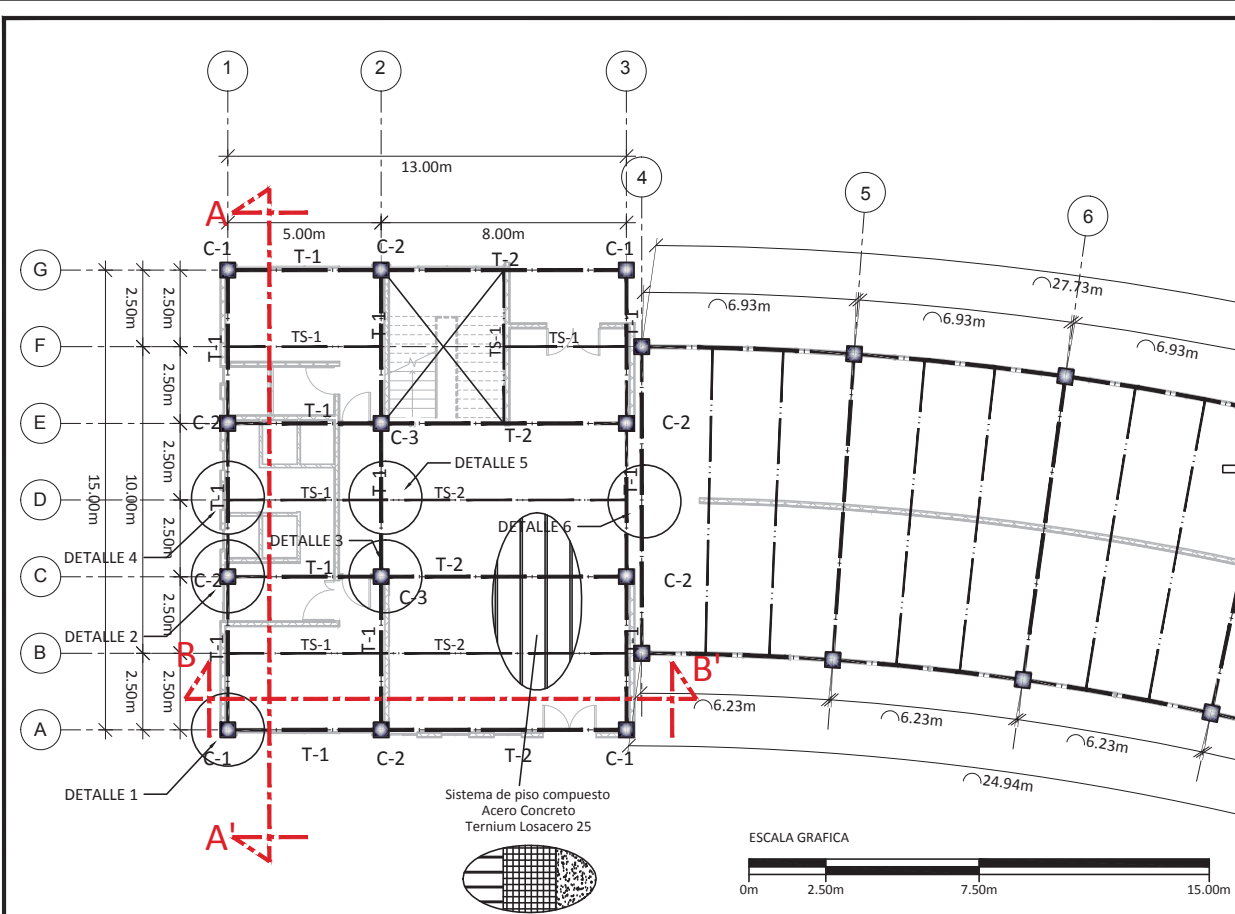 1
2
3
13.00m
4
5
6
5.00m
8.00m
A
C-1
T-1
C-2
T-2
C-1
G
27.73m
6.93m
6.93m
6.93m
2.50m
2.50m
T-1
T-1
F
T-1
TS-1
TS-1
TS-1
2.50m
E
C-2
T-1
C-3
T-2
C-2
2.50m
DETALLE 5
15.00m
10.00m
D
T-1
TS-1
T-1
TS-2
T-1
DETALLE 6
DETALLE 3
2.50m
DETALLE 4
C
C-2
T-1
C-3
T-2
C-2
2.50m
DETALLE 2
B
T-1
TS-1
T-1
TS-2
T-1
B
B'
2.50m
2.50m
6.23m
6.23m
6.23m
A
C-1
T-1
C-2
T-2
C-1
24.94m
DETALLE 1
A'
Sistema de piso compuesto
Acero Concreto
Ternium Losacero 25
ESCALA GRAFICA
0m
2.50m
7.50m
15.00m